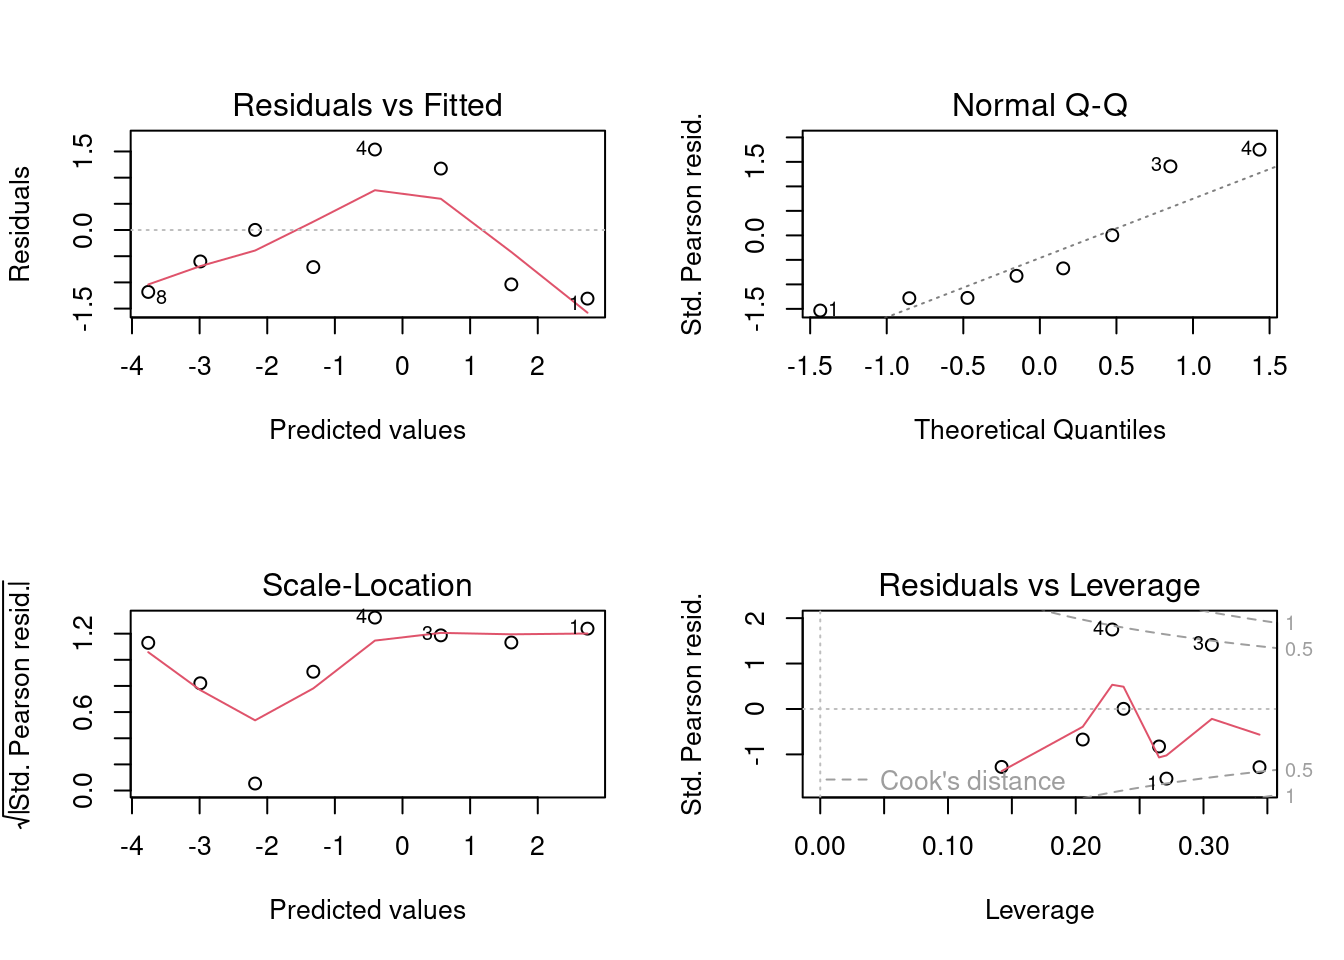 Residuals vs Fitted
Residuals
-1.5 0.0 1.5
4
8
1
-4 -3 -2 -1 0 1 2
Predicted values
Normal Q-Q
Std. Pearson resid.
-1.5 0.0 1.5
4
3
1
-1.5 -1.0 -0.5 0.0 0.5 1.0 1.5
Theoretical Quantiles
Scale-Location
√|Std. Pearson resid.|
0.0 0.6 1.2
4
3
1
-4 -3 -2 -1 0 1 2
Predicted values
Residuals vs Leverage
Std. Pearson resid.
-1 0 1 2
4
3
1
Cook's distance
1
0.5
0.5
1
0.00 0.10 0.20 0.30
Leverage